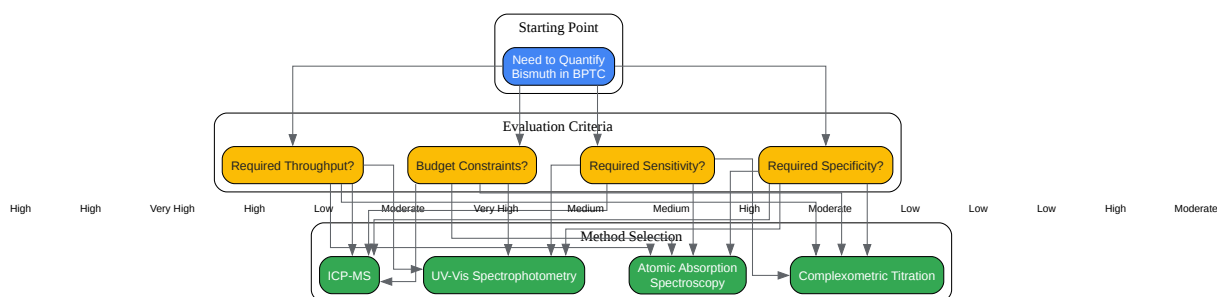 Starting Point
Need to Quantify
Bismuth in BPTC
Evaluation Criteria
Required Throughput?
Budget Constraints?
Required Sensitivity?
Required Specificity?
High
High
Very High
High
Low
Moderate
Very High
Medium
Medium
High
Moderate
Low
Low
Low
High
Moderate
Method Selection
ICP-MS
UV-Vis Spectrophotometry
Atomic Absorption
Spectroscopy
Complexometric Titration